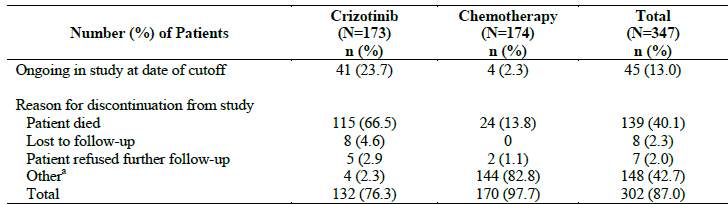 Number (%) of Patients Crizotinib (N=173) n (%) Chemotherapy (N=174) n (%) Total (N=347) n (%)
Ongoing in study at date of cutoff 41 (23.7) 4 (2.3) 45 (13.0)
Reason for discontinuation from study
Patient died 115 (66.5) 24 (13.8) 139 (40.1)
Lost to follow-up 8 (4.6) 0 8 (2.3)
Patient refused further follow-up 5 (2.9 2 (1.1) 7 (2.0)
Otherᵃ 4 (2.3) 144 (82.8) 148 (42.7)
Total 132 (76.3) 170 (97.7) 302 (87.0)